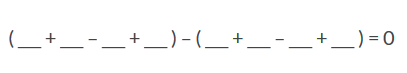 (__ + __ - __ + __) - (__ + __ - __ + __) = 0